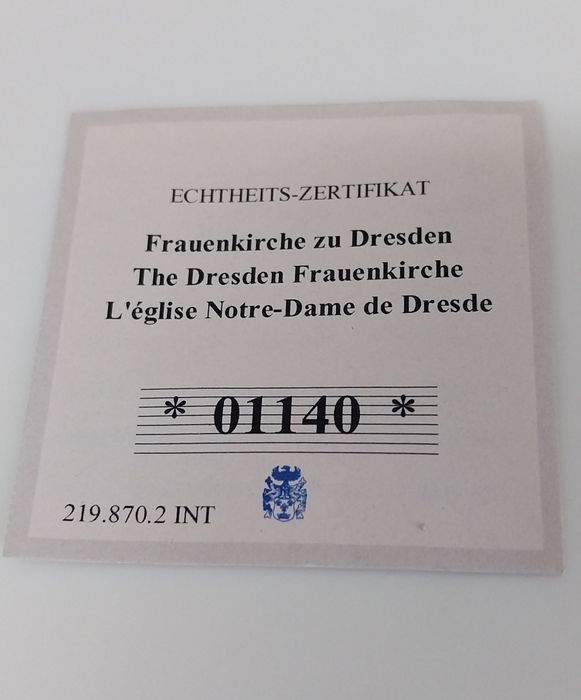 ECHTHEITS-ZERTIFIKAT
Frauenkirche zu Dresden
The Dresden Frauenkirche
L'église Notre-Dame de Dresde
* 01140 *
219.870.2 INT